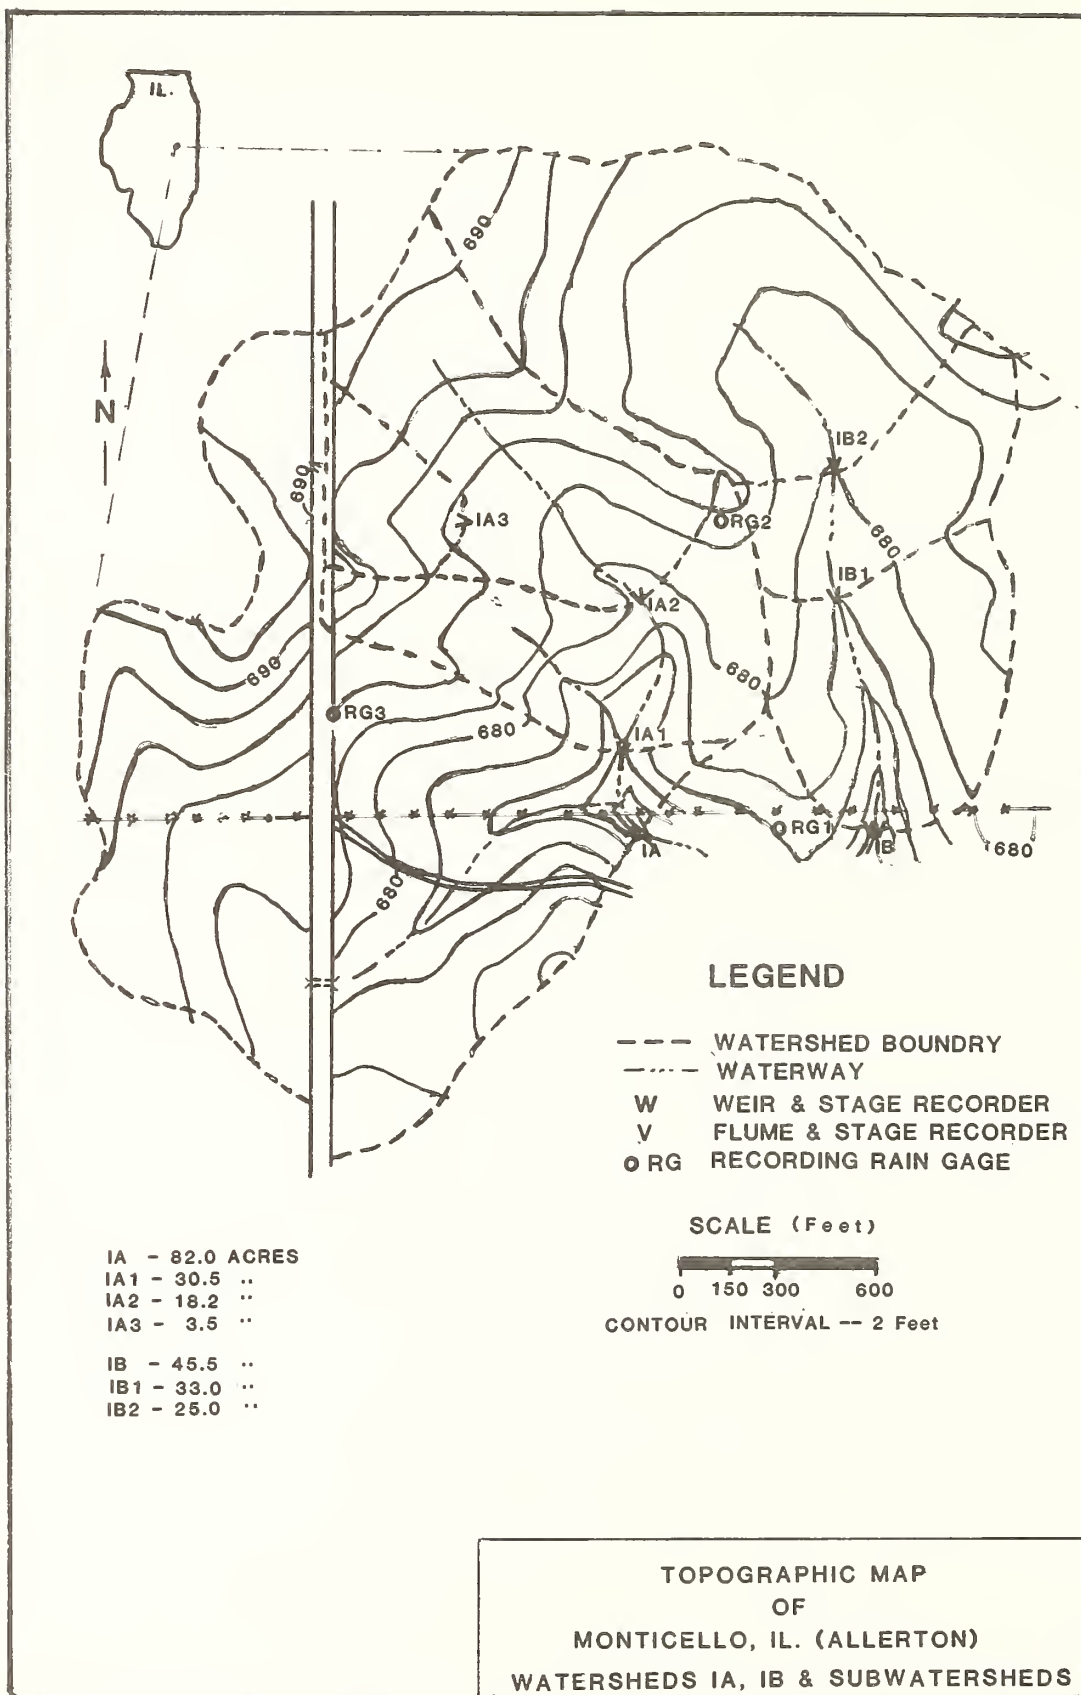 IL.
690
N
IB2
690
IA3
RG2
680
IB1
IA2
690
680
RG3
680
IA1
RG1
IA
IB
680
680
LEGEND
WATERSHED BOUNDRY
WATERWAY
W WEIR & STAGE RECORDER
V FLUME & STAGE RECORDER
RG RECORDING RAIN GAGE
SCALE (Feet)
0 150 300 600
CONTOUR INTERVAL -- 2 Feet
IA - 82.0 ACRES
IA1 - 30.5 "
IA2 - 18.2 "
IA3 - 3.5 "
IB - 45.5 "
IB1 - 33.0 "
IB2 - 25.0 "
TOPOGRAPHIC MAP
OF
MONTICELLO, IL. (ALLERTON)
WATERSHEDS IA, IB & SUBWATERSHEDS